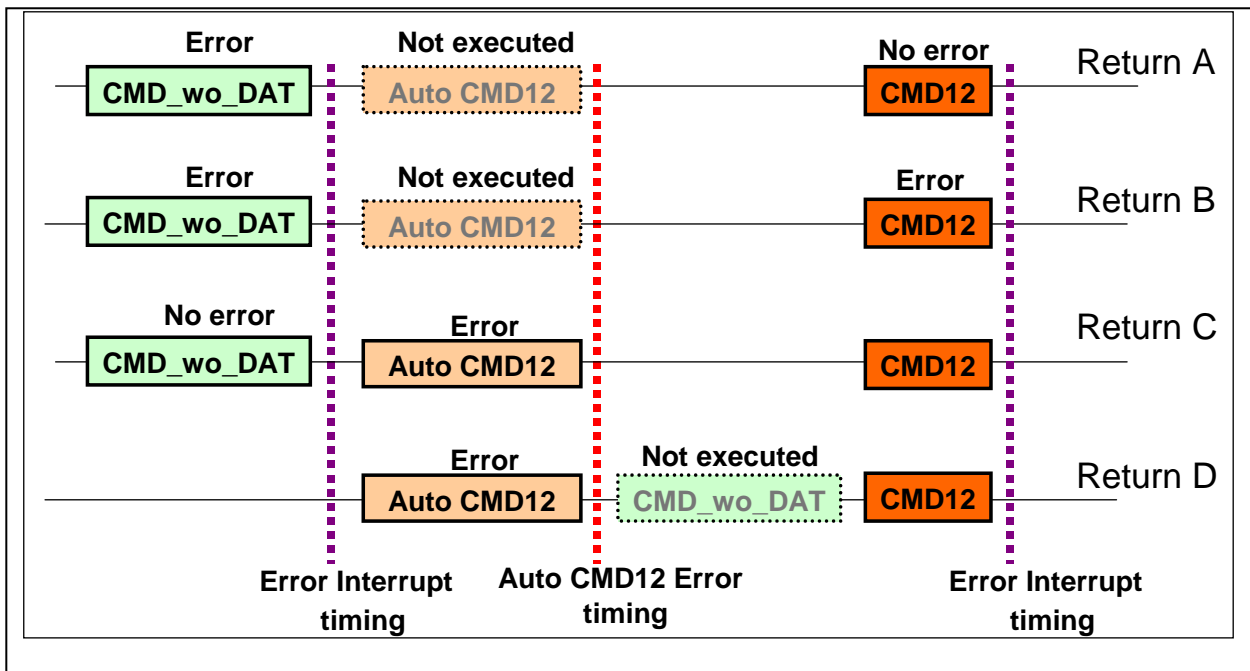 Error Not executed No error Return A
CMD_wo_DAT Auto CMD12 CMD12
Error Not executed Error Return B
CMD_wo_DAT Auto CMD12 CMD12
No error Error Return C
CMD_wo_DAT Auto CMD12 CMD12
Error Not executed Return D
Auto CMD12 CMD_wo_DAT CMD12
Error Interrupt Auto CMD12 Error Error Interrupt
timing timing timing